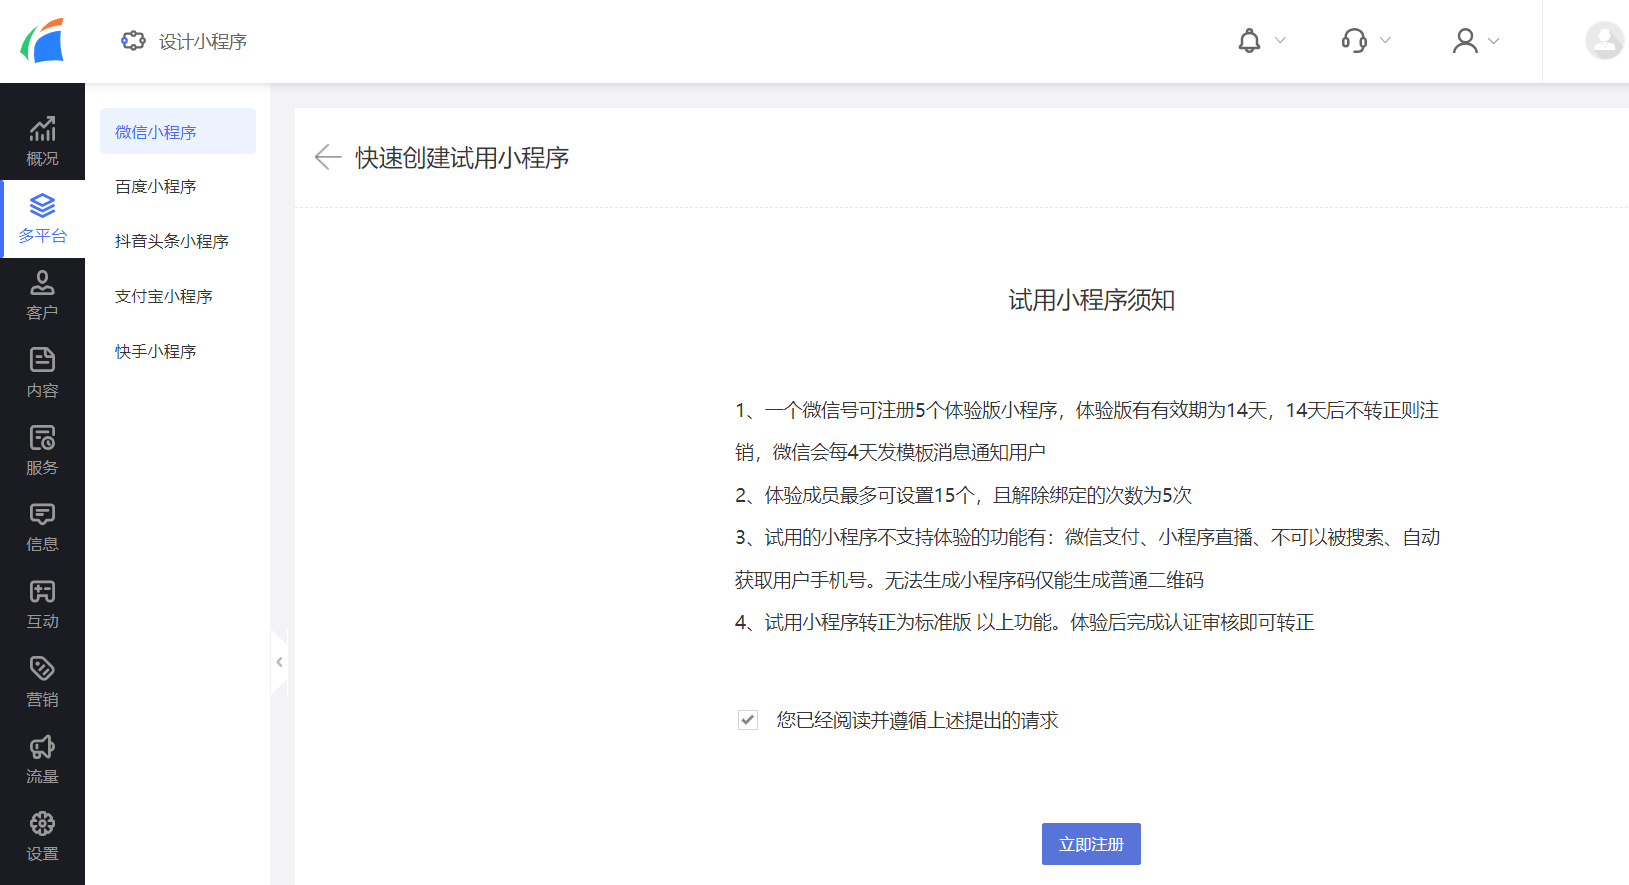 设计小程序
概况
多平台
客户
内容
服务
信息
互动
营销
流量
设置
微信小程序
百度小程序
抖音头条小程序
支付宝小程序
快手小程序
快速创建试用小程序
试用小程序须知
1、一个微信号可注册5个体验版小程序，体验版有有效期为14天，14天后不转正则注
销，微信会每4天发模板消息通知用户
2、体验成员最多可设置15个，且解除绑定的次数为5次
3、试用的小程序不支持体验的功能有：微信支付、小程序直播、不可以被搜索、自动
获取用户手机号。无法生成小程序码仅能生成普通二维码
4、试用小程序转正为标准版 以上功能。体验后完成认证审核即可转正
您已经阅读并遵循上述提出的请求
立即注册